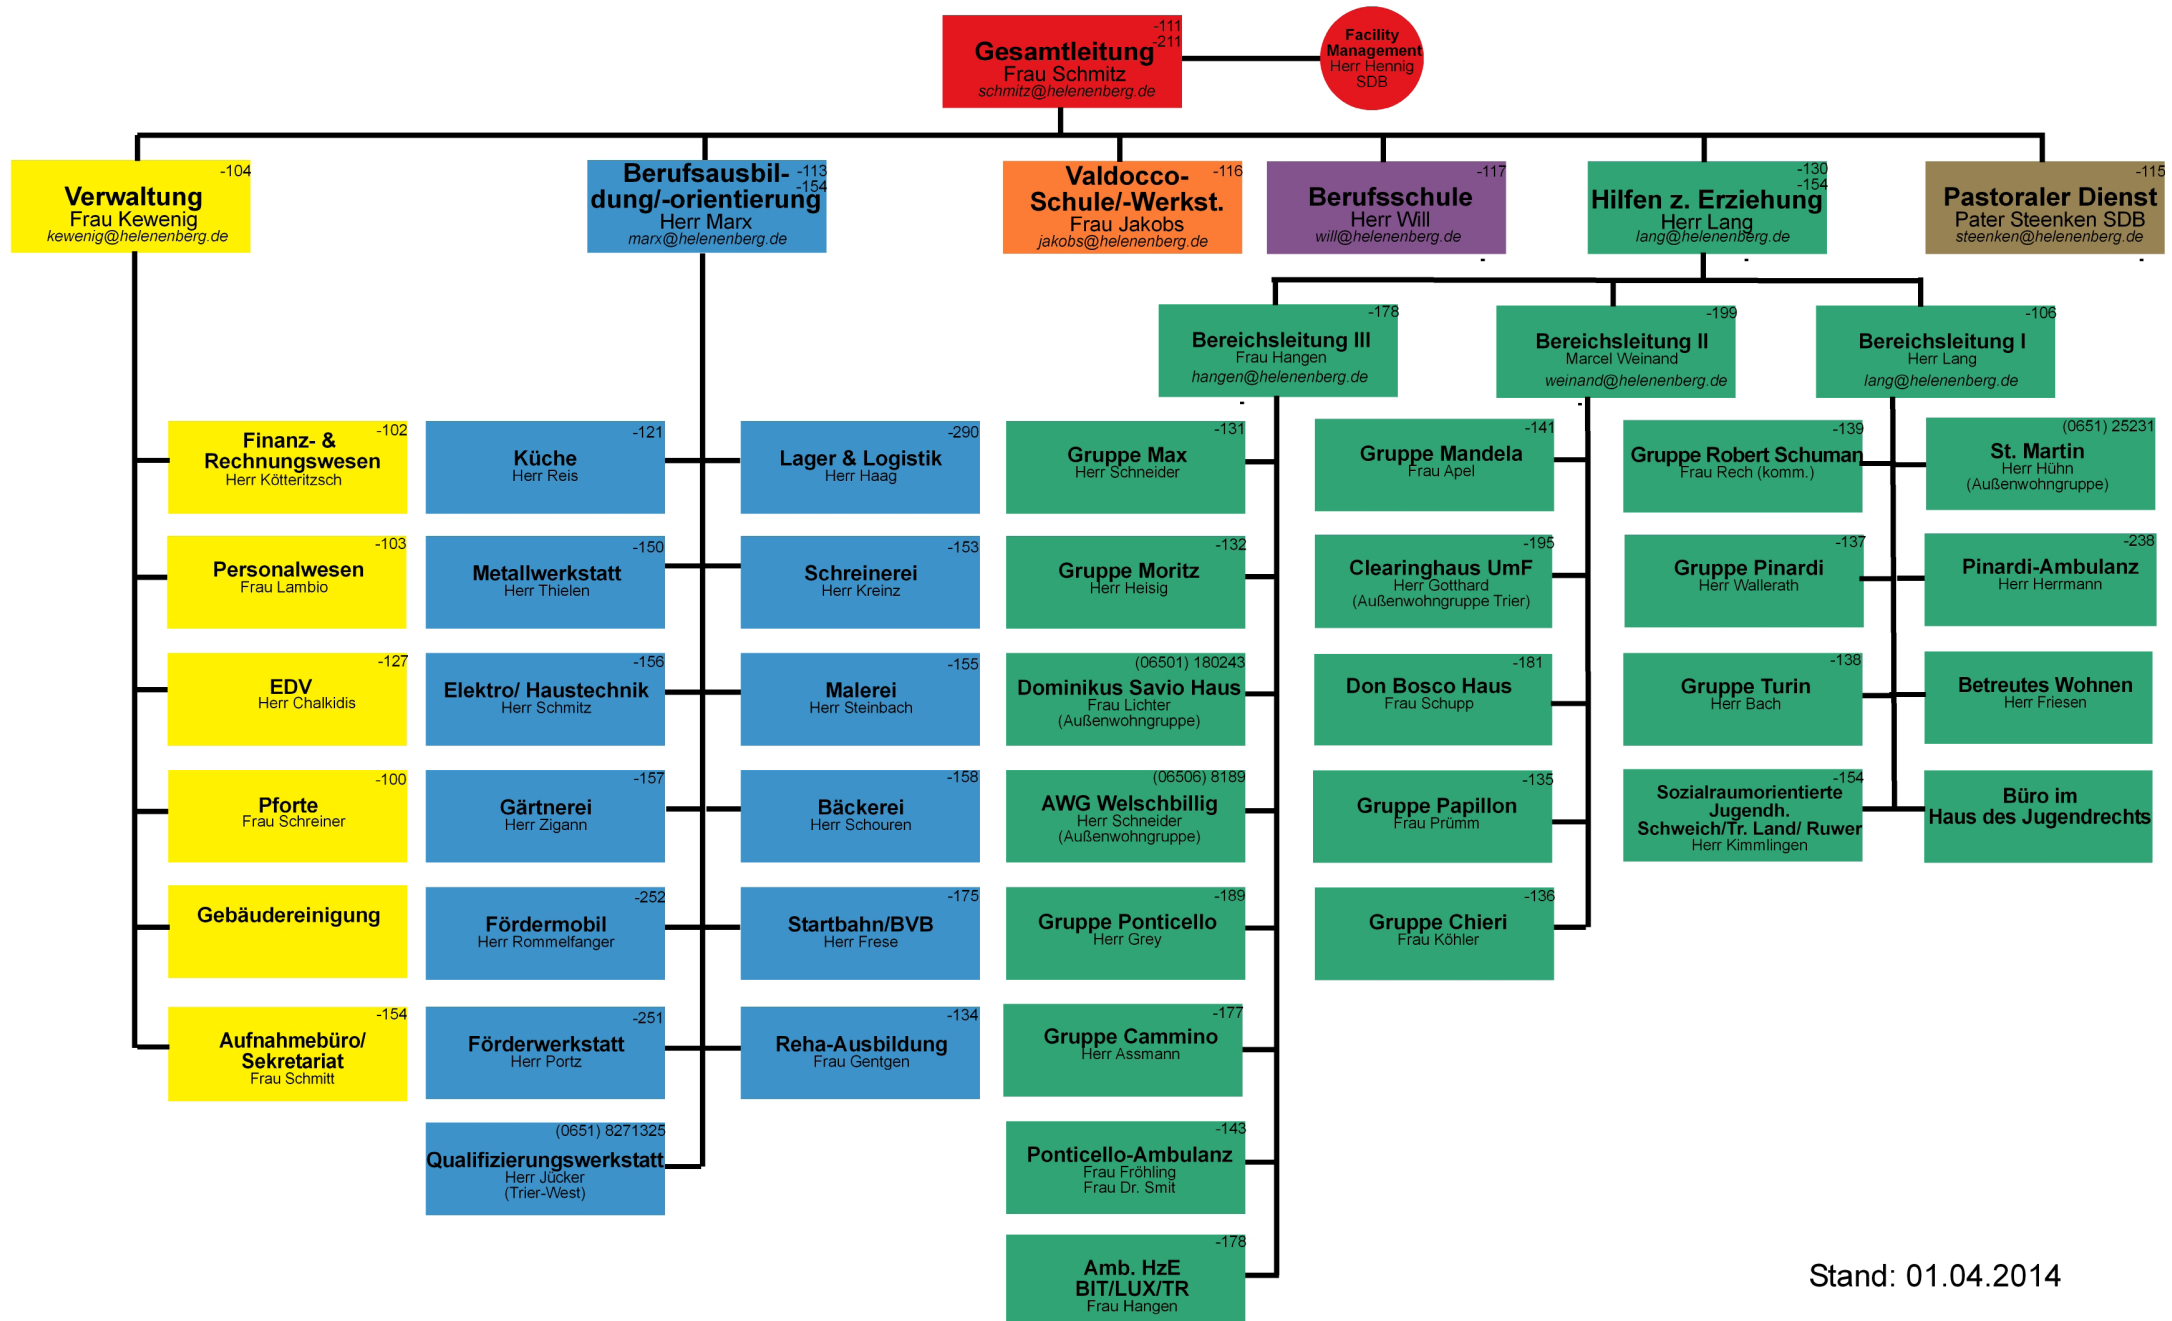 -111
-211
Gesamtleitung
Frau Schmitz
schmitz@helenenberg.de
Facility
Management
Herr Hennig
SDB
-104
Verwaltung
Frau Kewenig
kewenig@helenenberg.de
-113
-154
Berufsausbil-
dung/-orientierung
Herr Marx
marx@helenenberg.de
-116
Valdocco-
Schule/-Werkst.
Frau Jakobs
jakobs@helenenberg.de
-117
Berufsschule
Herr Will
will@helenenberg.de
-130
-154
Hilfen z. Erziehung
Herr Lang
lang@helenenberg.de
-115
Pastoraler Dienst
Pater Steenken SDB
steenken@helenenberg.de
-178
Bereichsleitung III
Frau Hangen
hangen@helenenberg.de
-199
Bereichsleitung II
Marcel Weinand
weinand@helenenberg.de
-106
Bereichsleitung I
Herr Lang
lang@helenenberg.de
-102
Finanz- &
Rechnungswesen
Herr Kötteritzsch
-103
Personalwesen
Frau Lambio
-127
EDV
Herr Chalkidis
-100
Pforte
Frau Schreiner
Gebäudereinigung
-154
Aufnahmebüro/
Sekretariat
Frau Schmitt
-121
Küche
Herr Reis
-150
Metallwerkstatt
Herr Thielen
-156
Elektro/ Haustechnik
Herr Schmitz
-157
Gärtnerei
Herr Zigann
-252
Fördermobil
Herr Rommelfanger
-251
Förderwerkstatt
Herr Portz
(0651) 8271325
Qualifizierungswerkstatt
Herr Jücker
(Trier-West)
-290
Lager & Logistik
Herr Haag
-153
Schreinerei
Herr Kreinz
-155
Malerei
Herr Steinbach
-158
Bäckerei
Herr Schouren
-175
Startbahn/BVB
Herr Frese
-134
Reha-Ausbildung
Frau Gentgen
-131
Gruppe Max
Herr Schneider
-132
Gruppe Moritz
Herr Heisig
(06501) 180243
Dominikus Savio Haus
Frau Lichter
(Außenwohngruppe)
(06506) 8189
AWG Welschbillig
Herr Schneider
(Außenwohngruppe)
-189
Gruppe Ponticello
Herr Grey
-177
Gruppe Cammino
Herr Assmann
-143
Ponticello-Ambulanz
Frau Fröhling
Frau Dr. Smit
-178
Amb. HzE
BIT/LUX/TR
Frau Hangen
-141
Gruppe Mandela
Frau Apel
-195
Clearinghaus UmF
Herr Gotthard
(Außenwohngruppe Trier)
-181
Don Bosco Haus
Frau Schupp
-135
Gruppe Papillon
Frau Prümm
-136
Gruppe Chieri
Frau Köhler
-139
Gruppe Robert Schuman
Frau Rech (komm.)
-137
Gruppe Pinardi
Herr Wallerath
-138
Gruppe Turin
Herr Bach
-154
Sozialraumorientierte
Jugendh.
Schweich/Tr. Land/ Ruwer
Herr Kimmlingen
(0651) 25231
St. Martin
Herr Hühn
(Außenwohngruppe)
-238
Pinardi-Ambulanz
Herr Herrmann
Betreutes Wohnen
Herr Friesen
Büro im
Haus des Jugendrechts
Stand: 01.04.2014